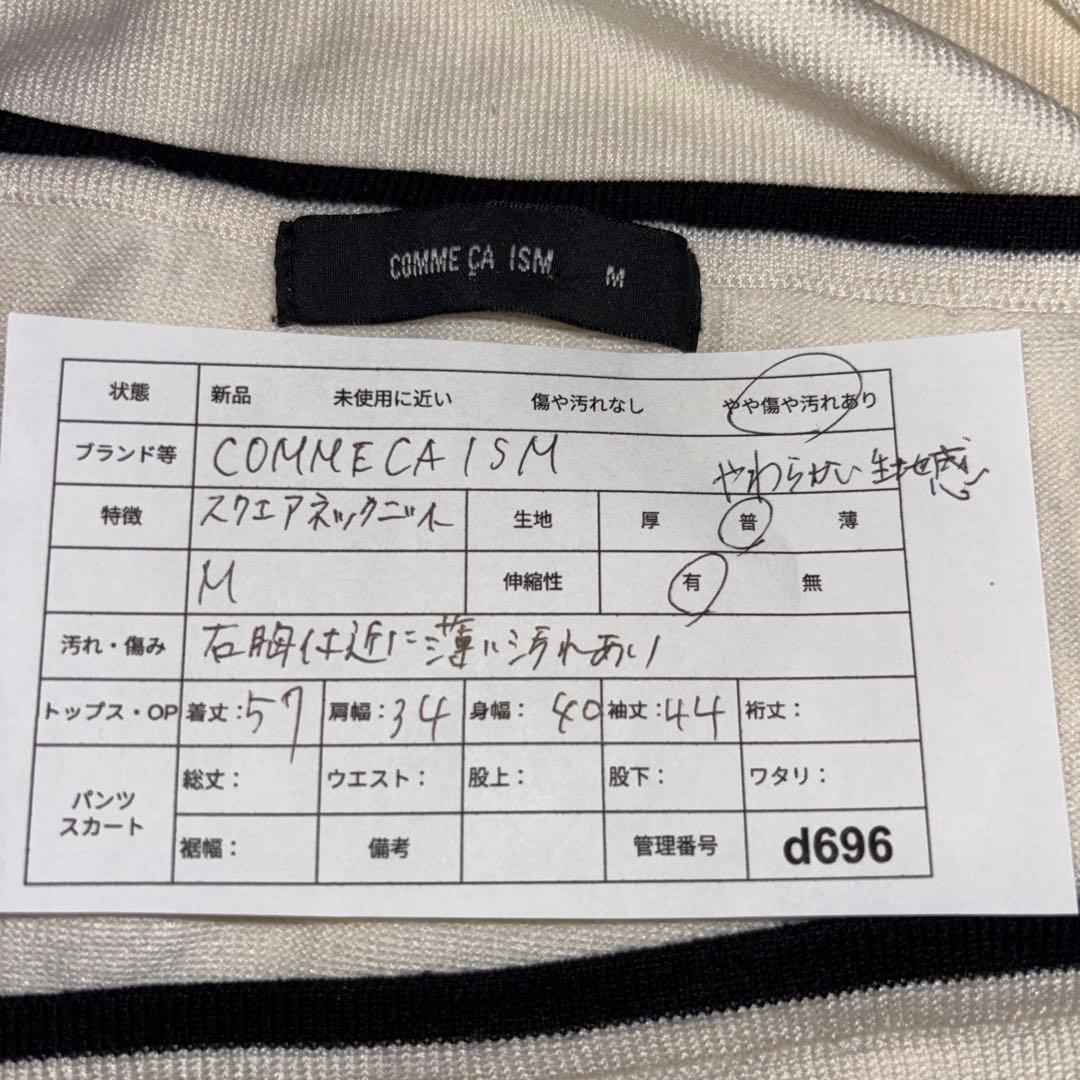 COMME ÇA ISM M
状態 新品 未使用に近い 傷や汚れなし やや傷や汚れあり
ブランド等 COMME CA ISM
やわらかい生地感
特徴 スクエアネックニット 生地 厚 普 薄
M 伸縮性 有 無
汚れ・傷み 右胸付近に薄い汚れあり
トップス・OP 着丈:57 肩幅:34 身幅:40 袖丈:44 裄丈:
パンツ スカート 総丈: ウエスト: 股上: 股下: ワタリ:
裾幅: 備考 管理番号 d696